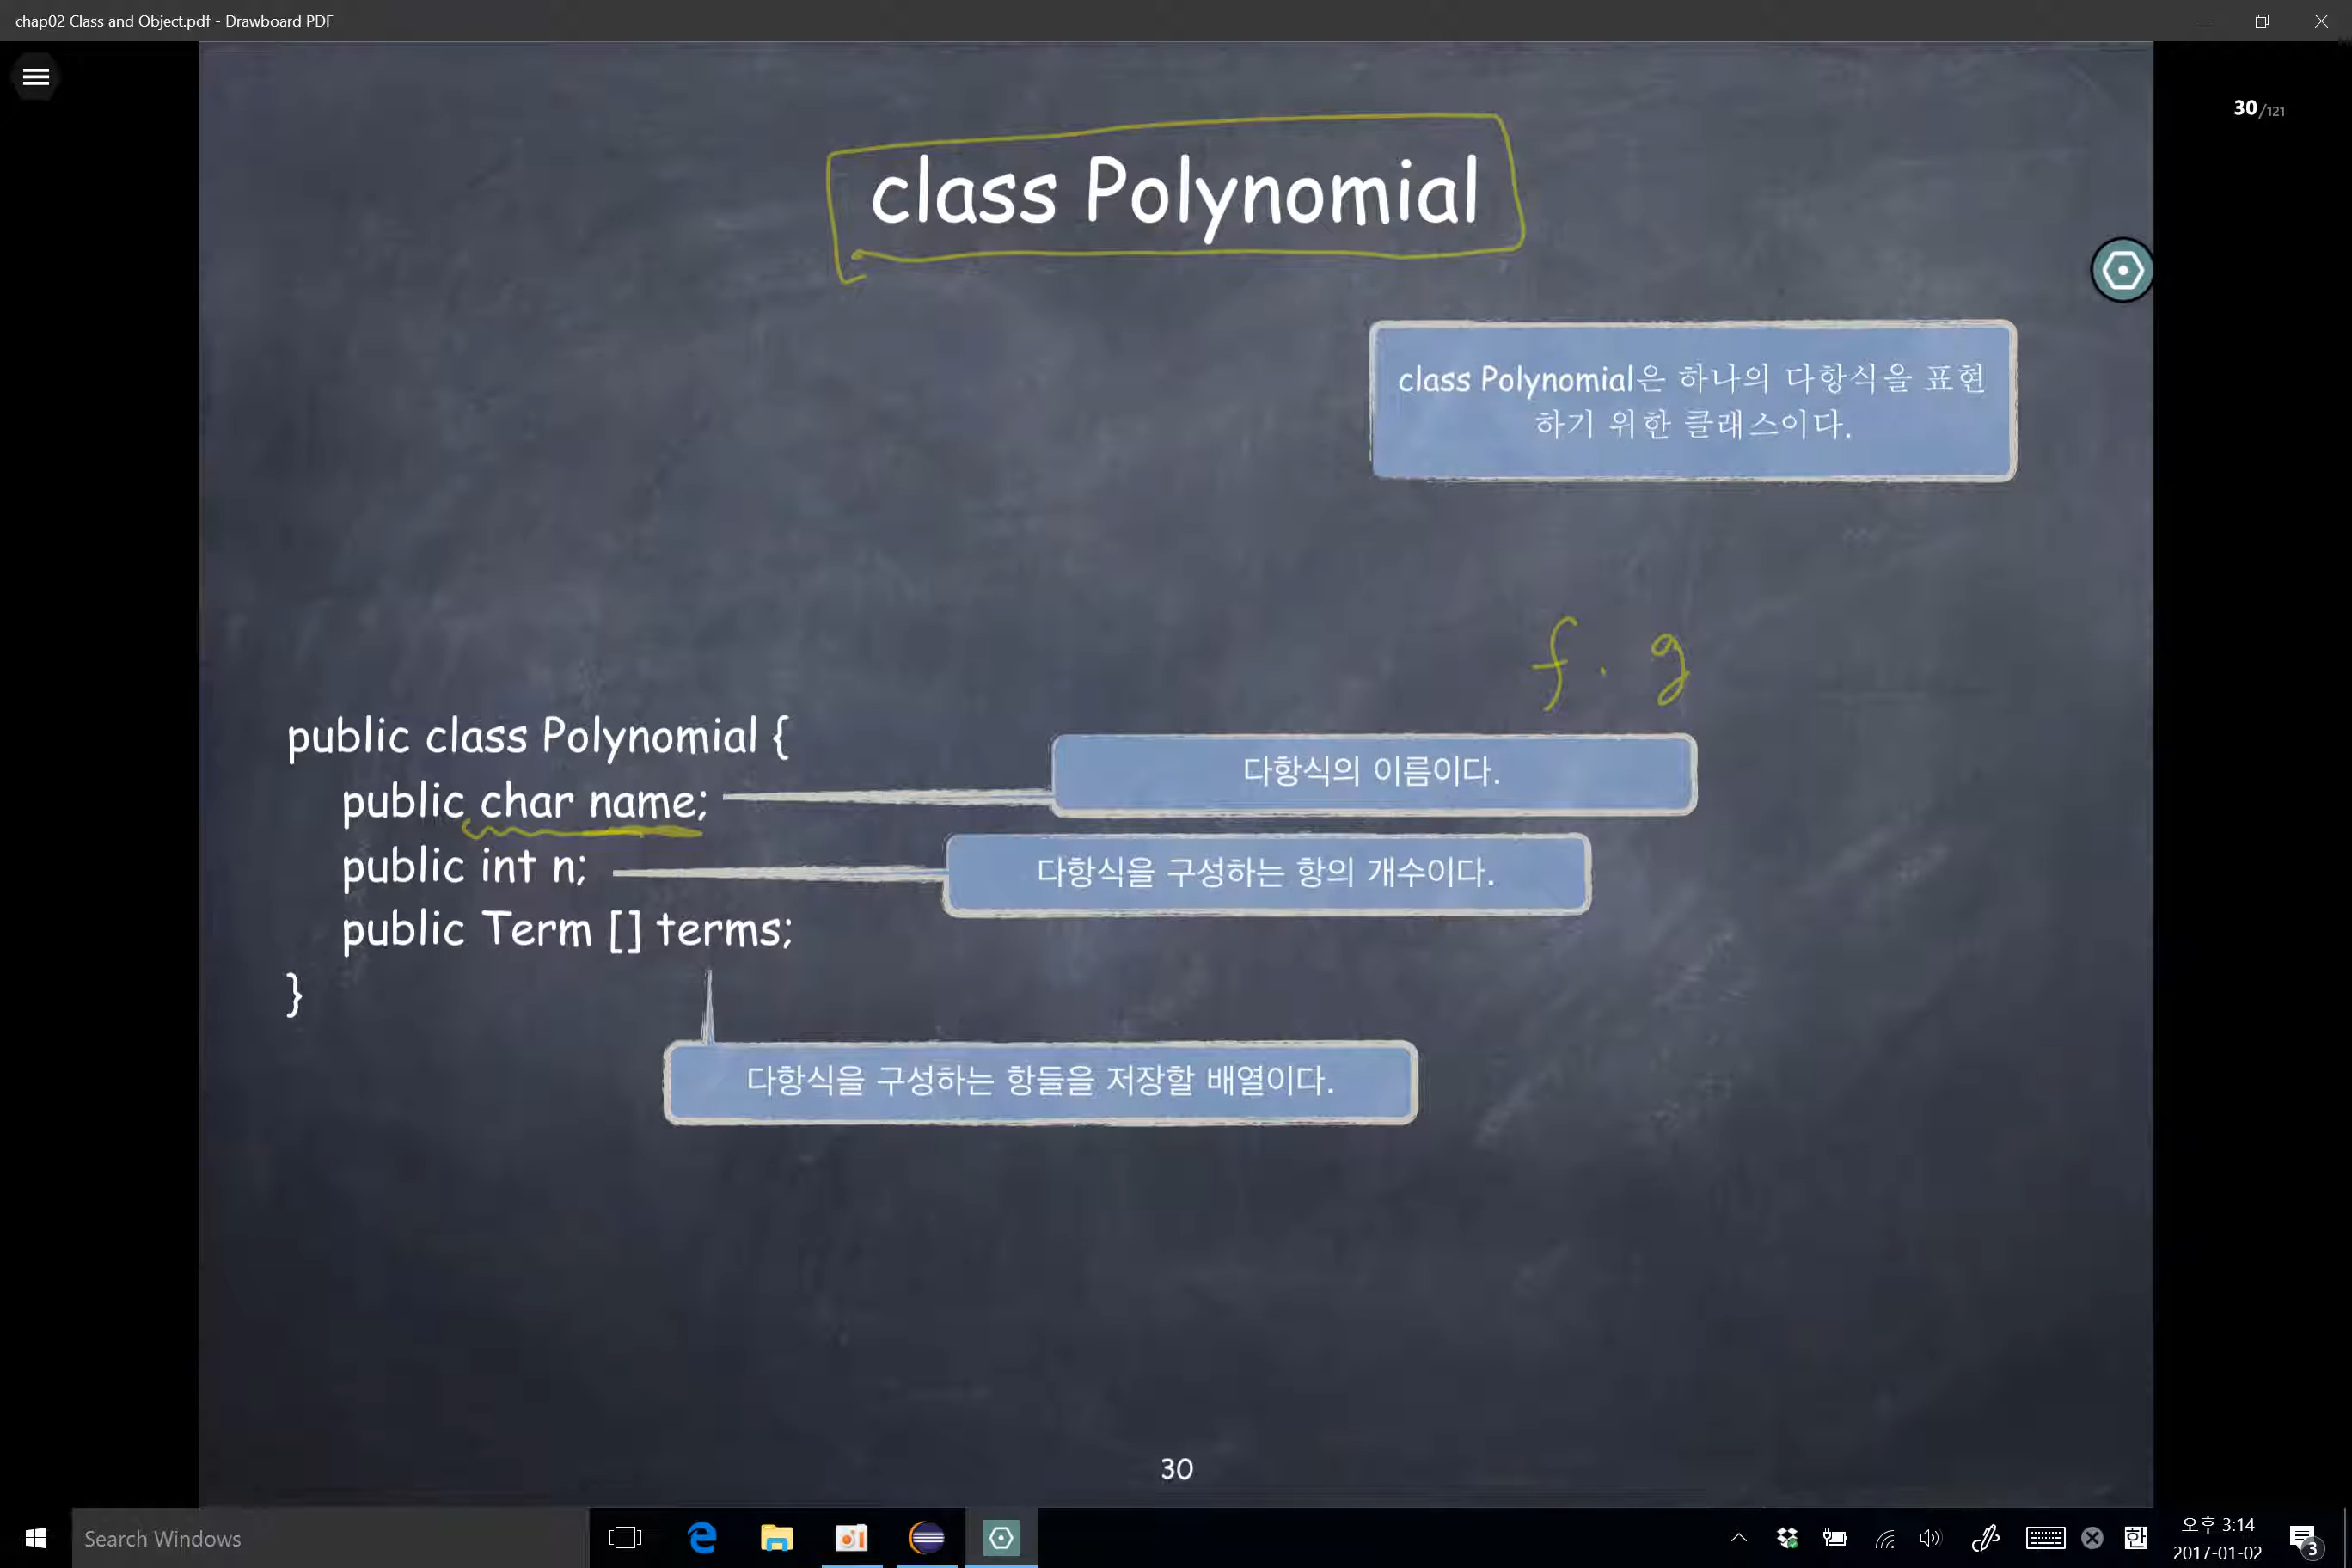 chap02 Class and Object.pdf - Drawboard PDF
30/121
class Polynomial
class Polynomial은 하나의 다항식을 표현
하기 위한 클래스이다.
f . g
public class Polynomial {
public char name;
다항식의 이름이다.
public int n;
다항식을 구성하는 항의 개수이다.
public Term [] terms;
}
다항식을 구성하는 항들을 저장할 배열이다.
30
Search Windows
한
오후 3:14
2017-01-02
3